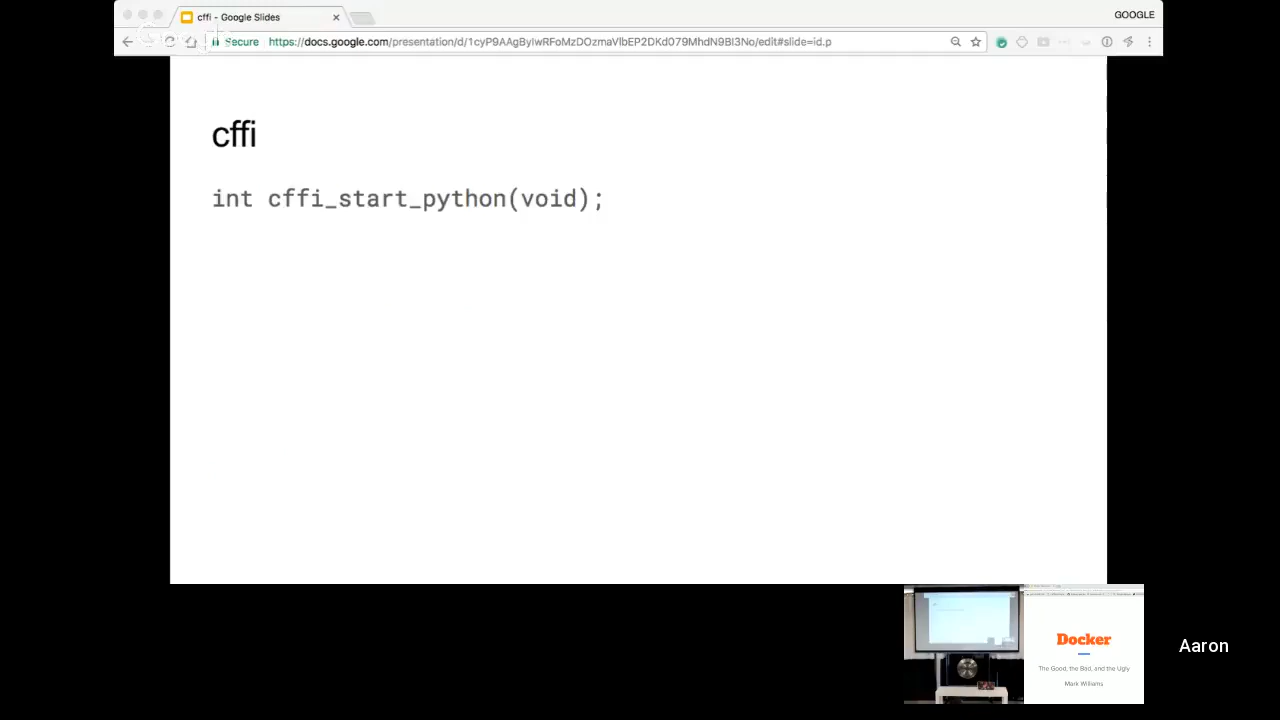 cffi - Google Slides
GOOGLE
Secure
https://docs.google.com/presentation/d/1cyP9AAgByIwRFoMzDOzmaVlbEP2DKd079MhdN9BI3No/edit#slide=id.p
cffi
int cffi_start_python(void);
Docker
The Good, the Bad, and the Ugly
Mark Williams
Aaron